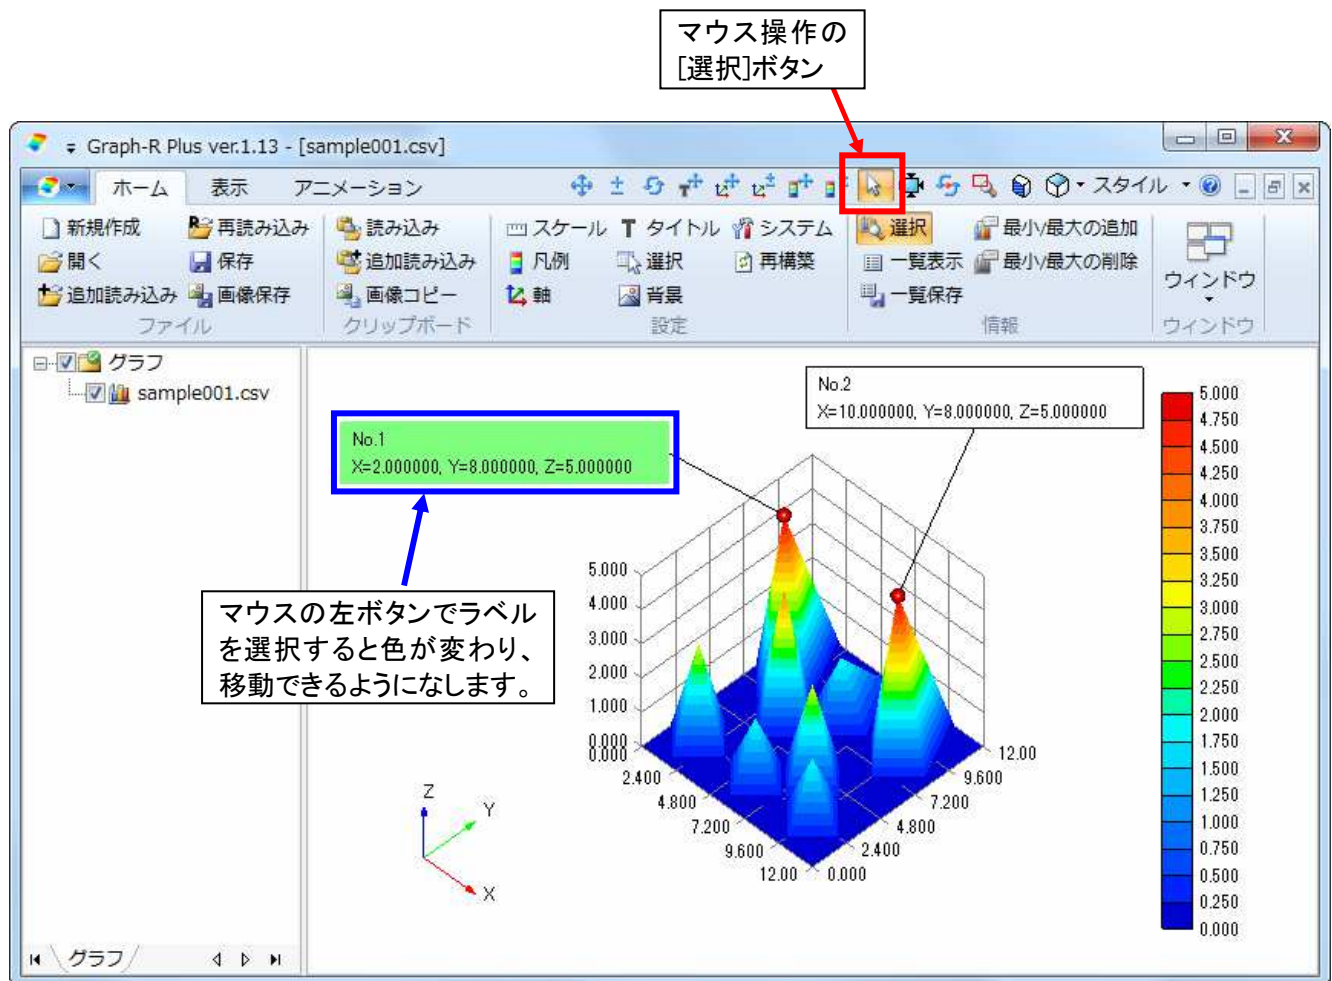 マウス操作の
[選択]ボタン
Graph-R Plus ver.1.13 - [sample001.csv]
ホーム 表示 アニメーション スタイル
新規作成 再読み込み 読み込み スケール タイトル システム 選択 最小/最大の追加
開く 保存 追加読み込み 凡例 選択 再構築 一覧表示 最小/最大の削除
追加読み込み 画像保存 画像コピー 軸 背景 一覧保存 ウィンドウ
ファイル クリップボード 設定 情報 ウィンドウ
グラフ
sample001.csv
No.2
X=10.000000, Y=8.000000, Z=5.000000
No.1
X=2.000000, Y=8.000000, Z=5.000000
マウスの左ボタンでラベル
を選択すると色が変わり、
移動できるようになします。
5.000
4.000
3.000
2.000
1.000
0.000
0.000
2.400
4.800
7.200
9.600
12.00
0.000
2.400
4.800
7.200
9.600
12.00
Z
Y
X
5.000
4.750
4.500
4.250
4.000
3.750
3.500
3.250
3.000
2.750
2.500
2.250
2.000
1.750
1.500
1.250
1.000
0.750
0.500
0.250
0.000
グラフ